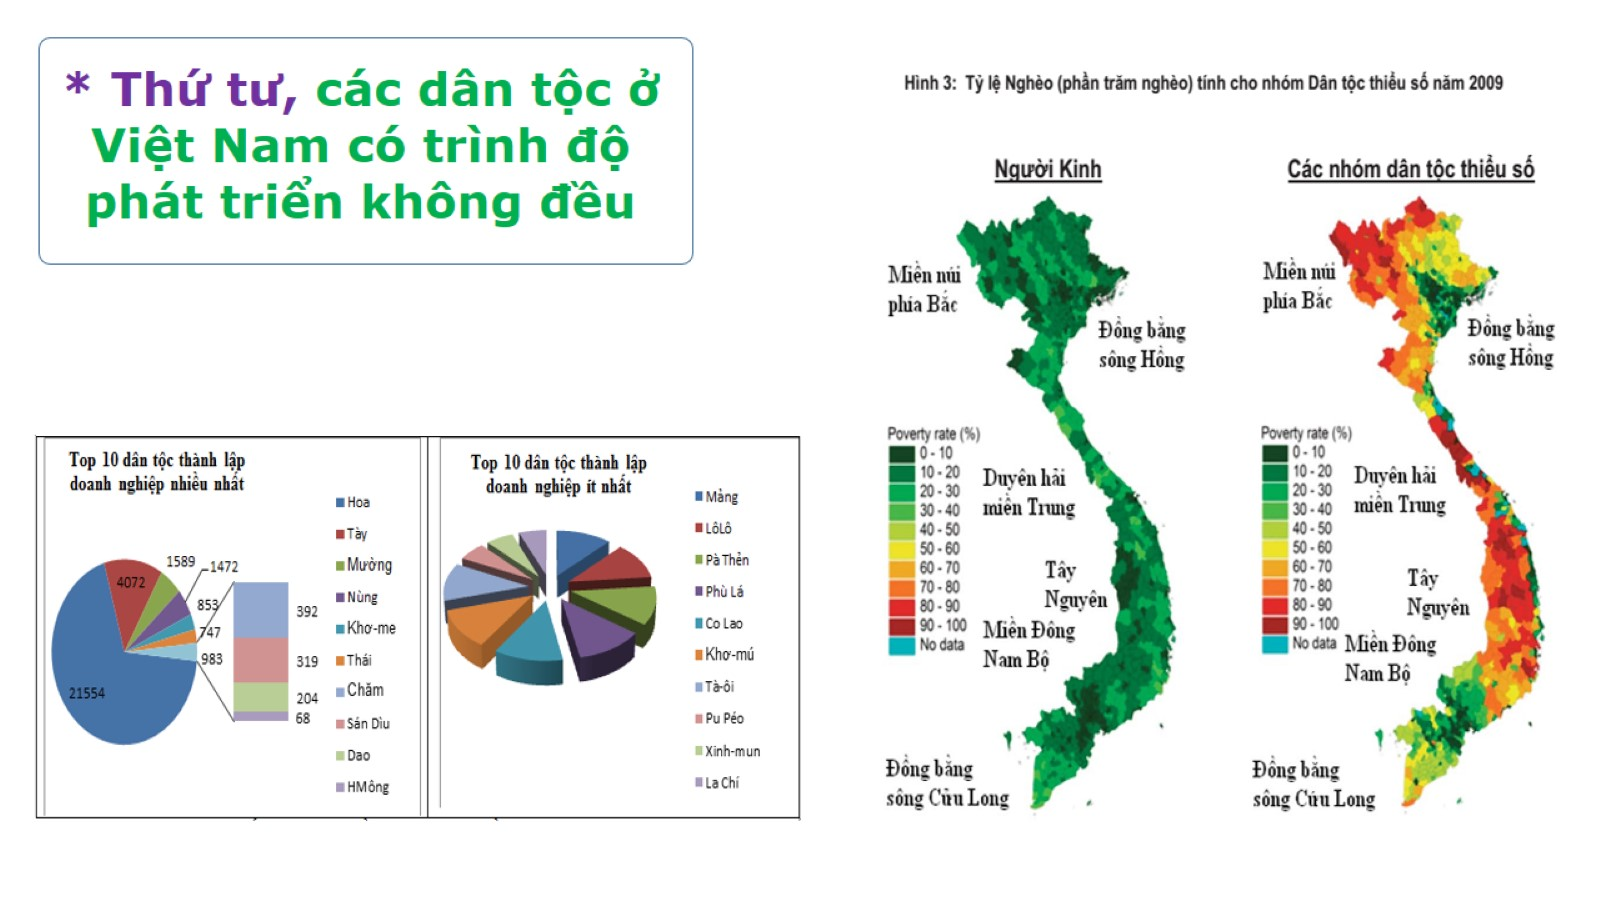 * Thứ tư, các dân tộc ở
Việt Nam có trình độ
phát triển không đều
Top 10 dân tộc thành lập
doanh nghiệp nhiều nhất
21554
4072
1589
1472
853
747
983
392
319
204
68
Hoa
Tày
Mường
Nùng
Khơ-me
Thái
Chăm
Sán Dìu
Dao
HMông
Top 10 dân tộc thành lập
doanh nghiệp ít nhất
Mảng
LôLô
Pà Thẻn
Phù Lá
Co Lao
Khơ-mú
Tà-ôi
Pu Péo
Xinh-mun
La Chí
Hình 3: Tỷ lệ Nghèo (phần trăm nghèo) tính cho nhóm Dân tộc thiểu số năm 2009
Người Kinh
Miền núi
phía Bắc
Đồng bằng
sông Hồng
Poverty rate (%)
0 - 10
10 - 20
20 - 30
30 - 40
40 - 50
50 - 60
60 - 70
70 - 80
80 - 90
90 - 100
No data
Duyên hải
miền Trung
Tây
Nguyên
Miền Đông
Nam Bộ
Đồng bằng
sông Cửu Long
Các nhóm dân tộc thiểu số
Miền núi
phía Bắc
Đồng bằng
sông Hồng
Poverty rate (%)
0 - 10
10 - 20
20 - 30
30 - 40
40 - 50
50 - 60
60 - 70
70 - 80
80 - 90
90 - 100
No data
Duyên hải
miền Trung
Tây
Nguyên
Miền Đông
Nam Bộ
Đồng bằng
sông Cửu Long